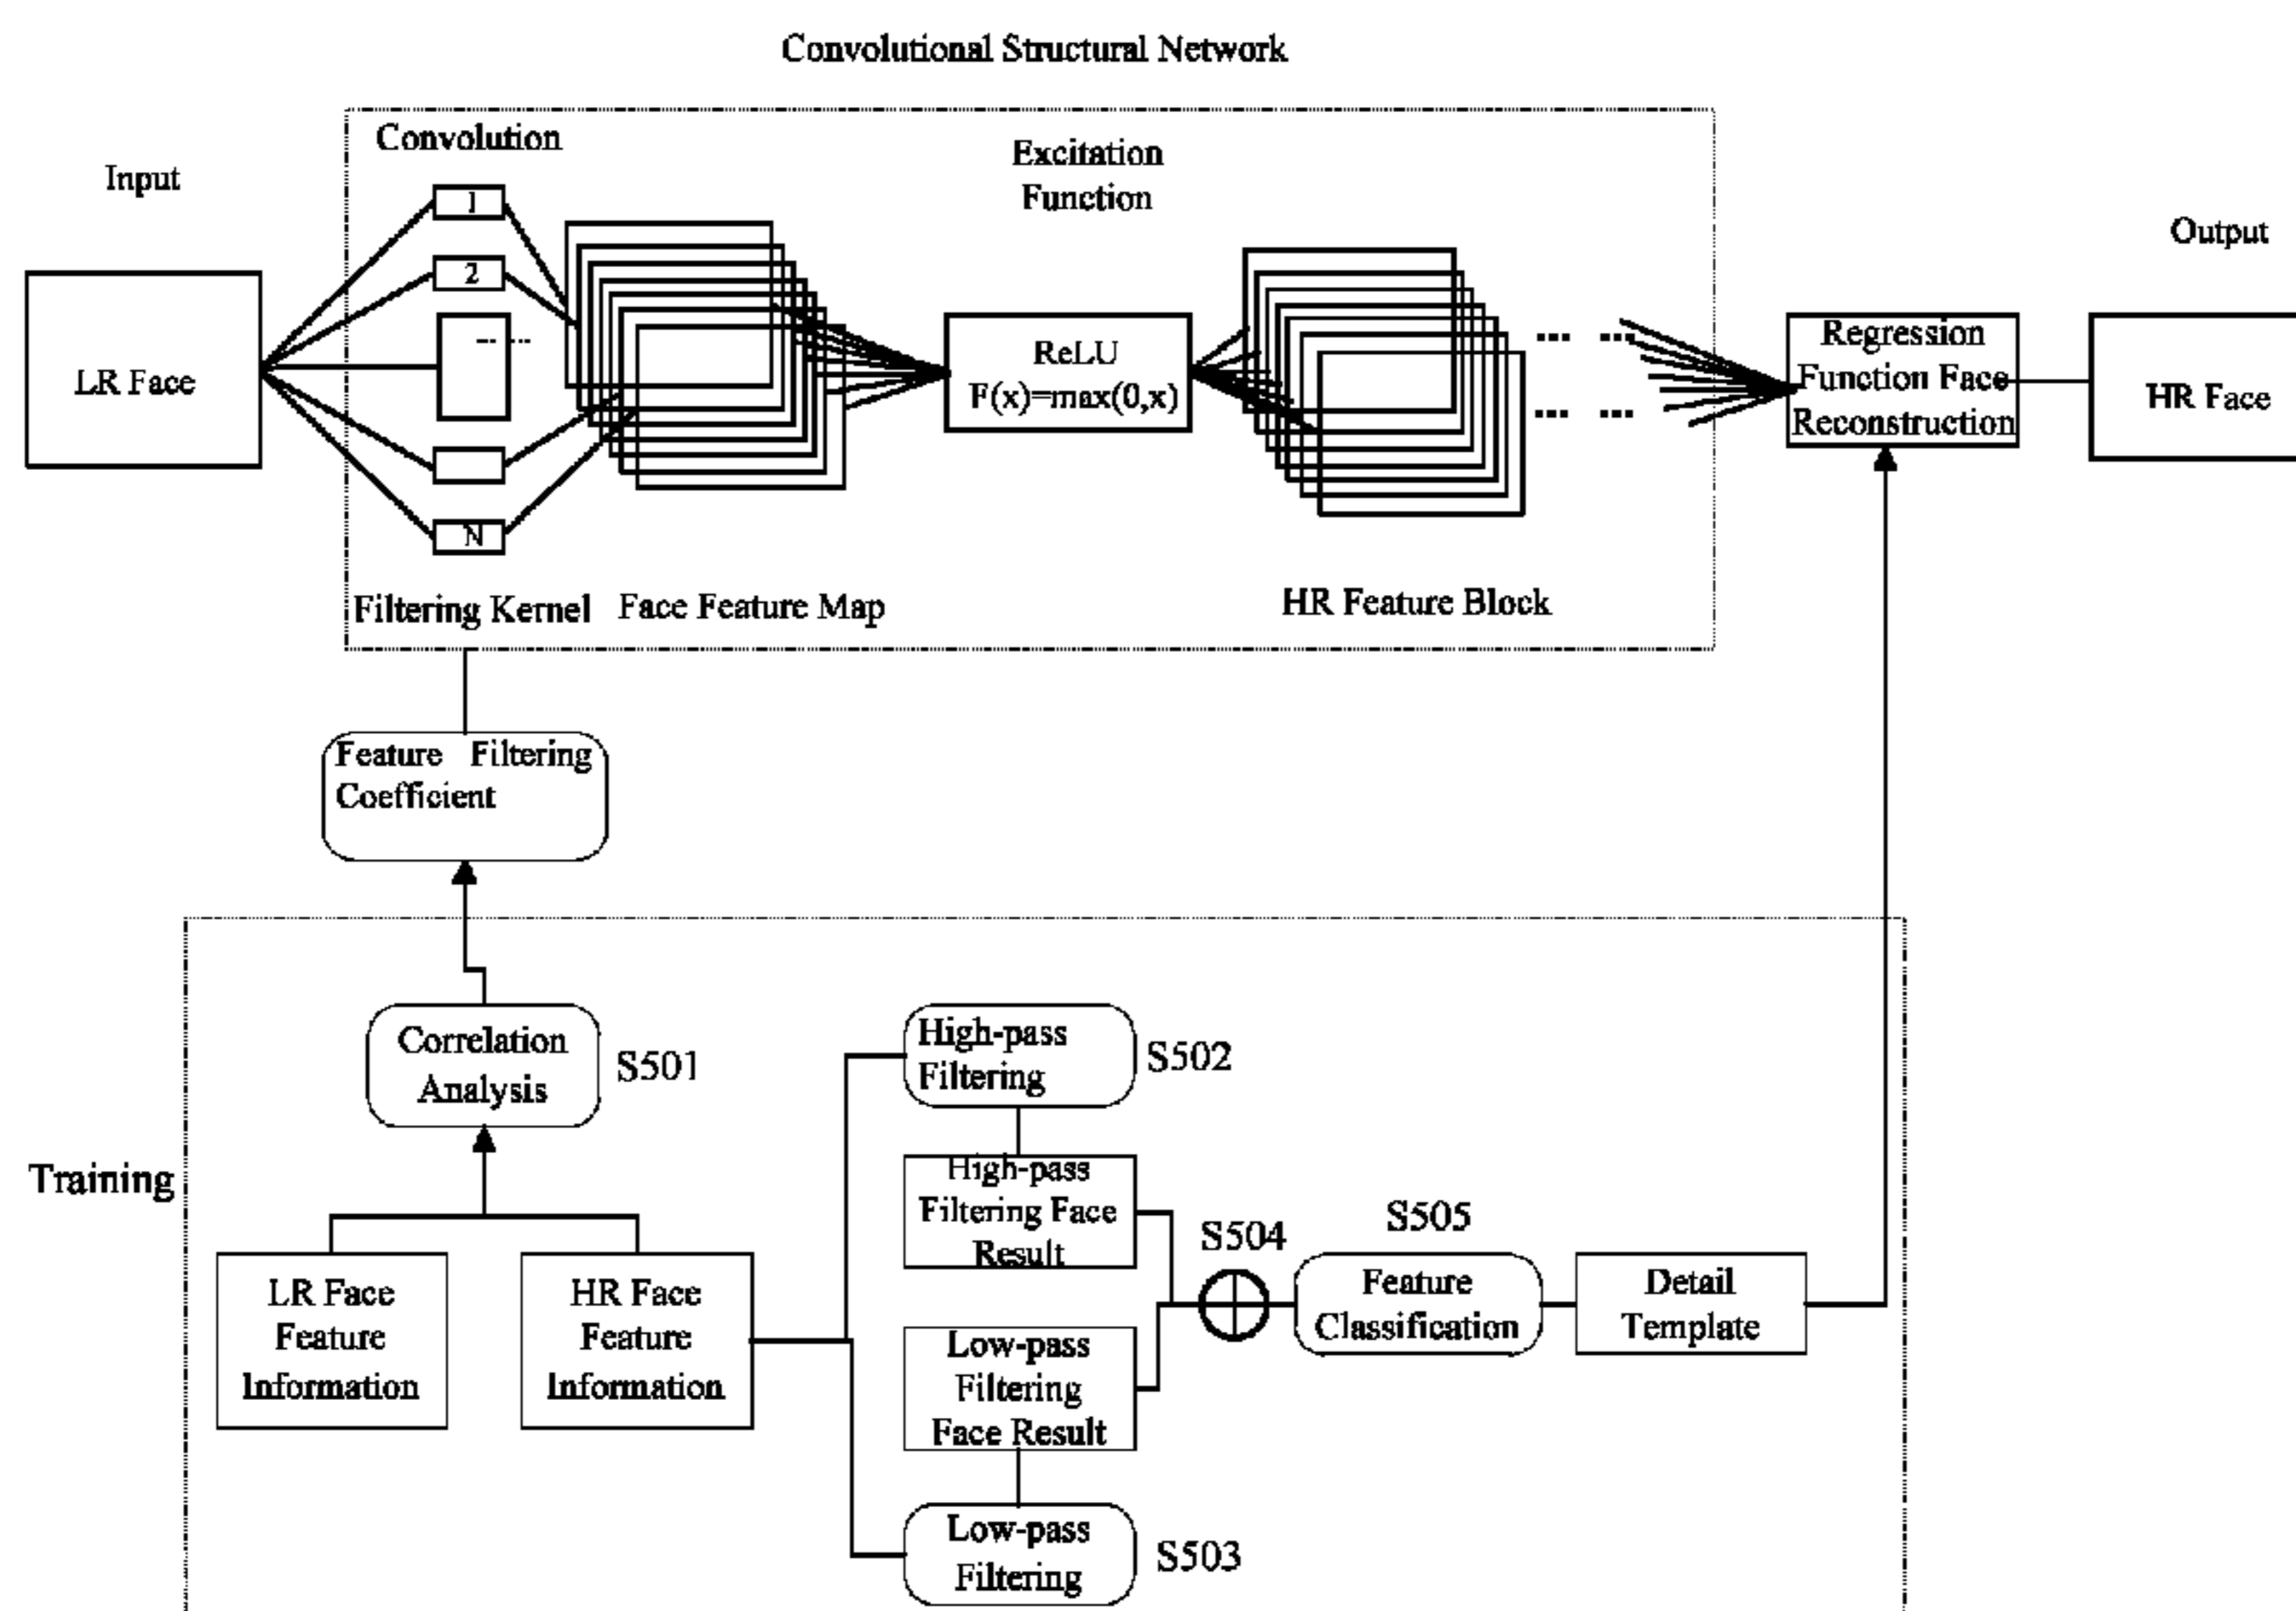 Convolutional Structural Network
Convolution
Excitation
Function
Input
Output
1
2
... ...
N
LR Face
ReLU
F(x)=max(0,x)
... ...
... ...
Regression
Function Face
Reconstruction
HR Face
Filtering Kernel
Face Feature Map
HR Feature Block
Feature Filtering
Coefficient
Training
Correlation
Analysis
S501
LR Face
Feature
Information
HR Face
Feature
Information
High-pass
Filtering
S502
High-pass
Filtering Face
Result
Low-pass
Filtering
Face Result
Low-pass
Filtering
S503
S504
S505
Feature
Classification
Detail
Template